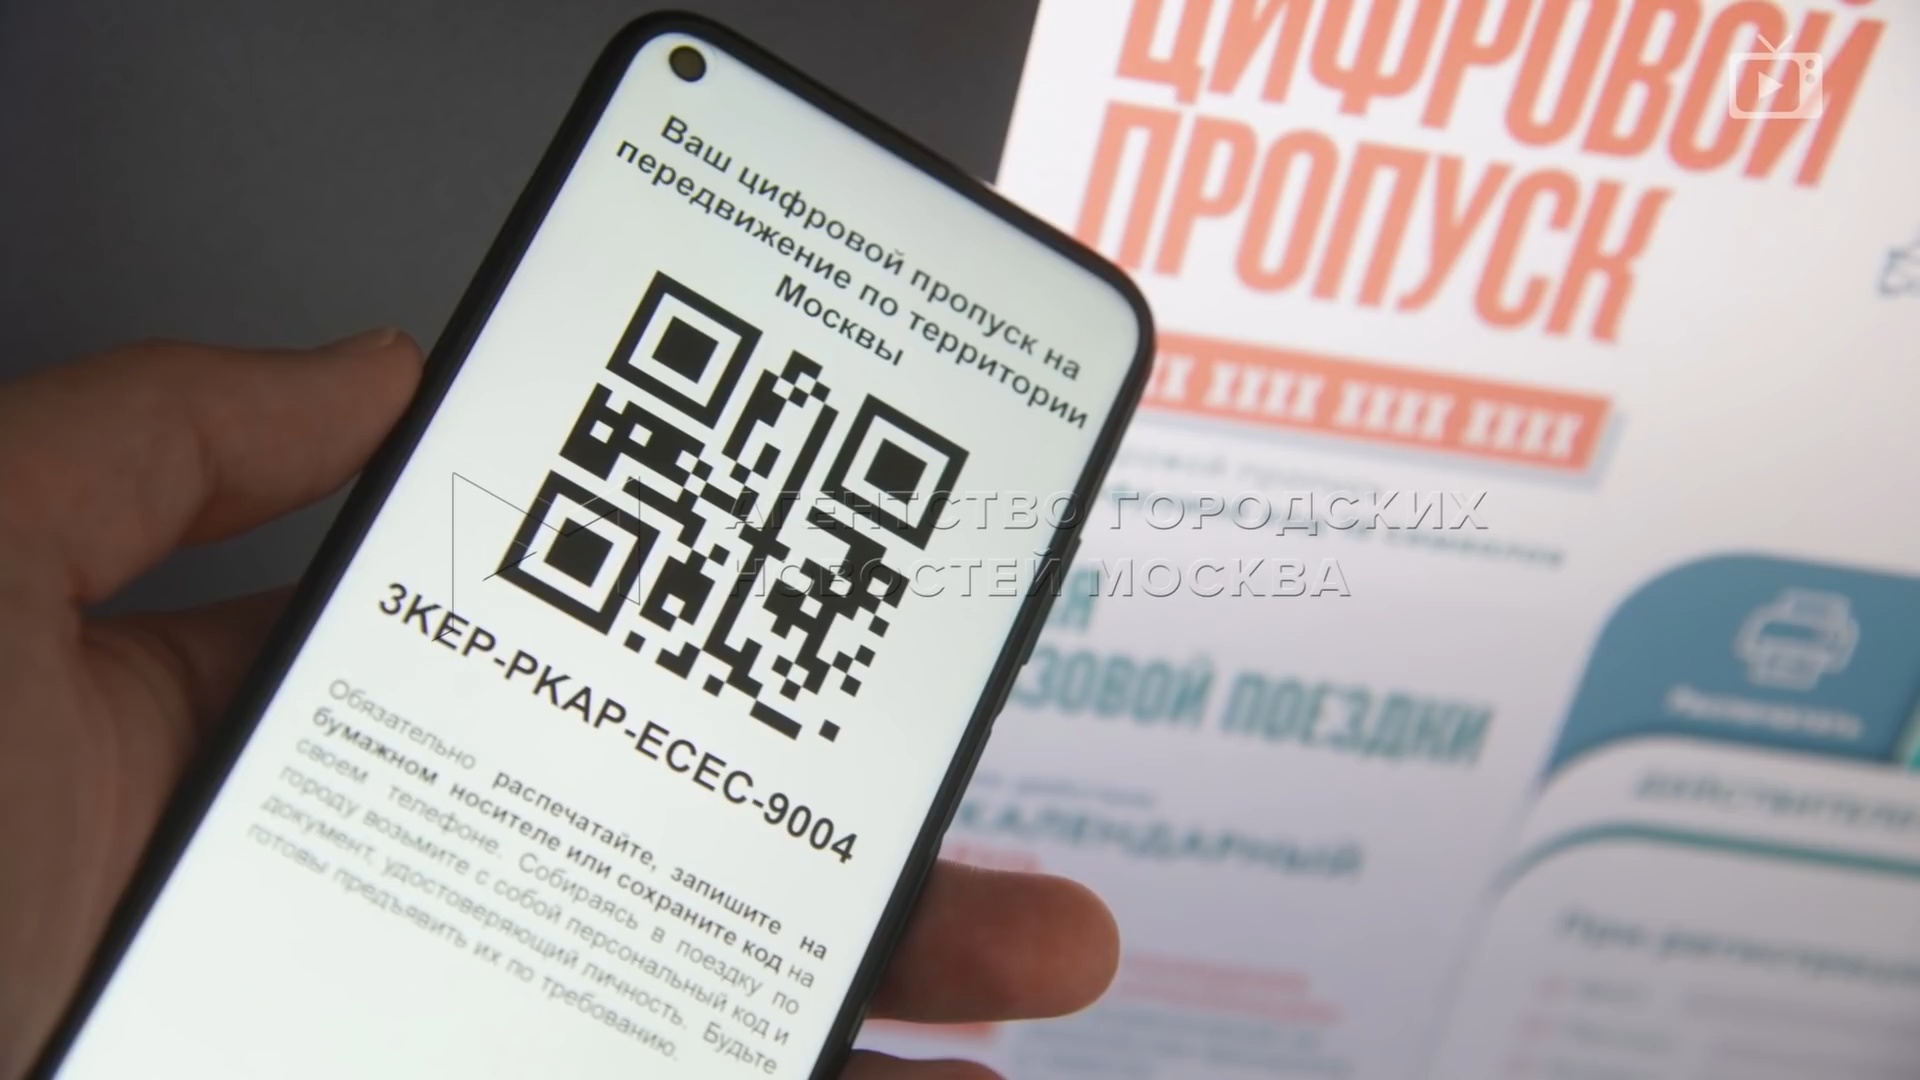 Ваш цифровой пропуск на
передвижение по территории
Москвы
3KEP-PKAP-ECEC-9004
Обязательно распечатайте, запишите на
бумажном носителе или сохраните код на
своем телефоне. Собираясь в поездку по
городу возьмите с собой персональный код и
документ, удостоверяющий личность. Будьте
готовы предъявить их по требованию.
АГЕНТСТВО ГОРОДСКИХ
НОВОСТЕЙ МОСКВА
ЦИФРОВОЙ
ПРОПУСК
XXXX XXXX XXXX
ПОЕЗДКИ
КАЛЕНДАРНЫЙ
Распечатать